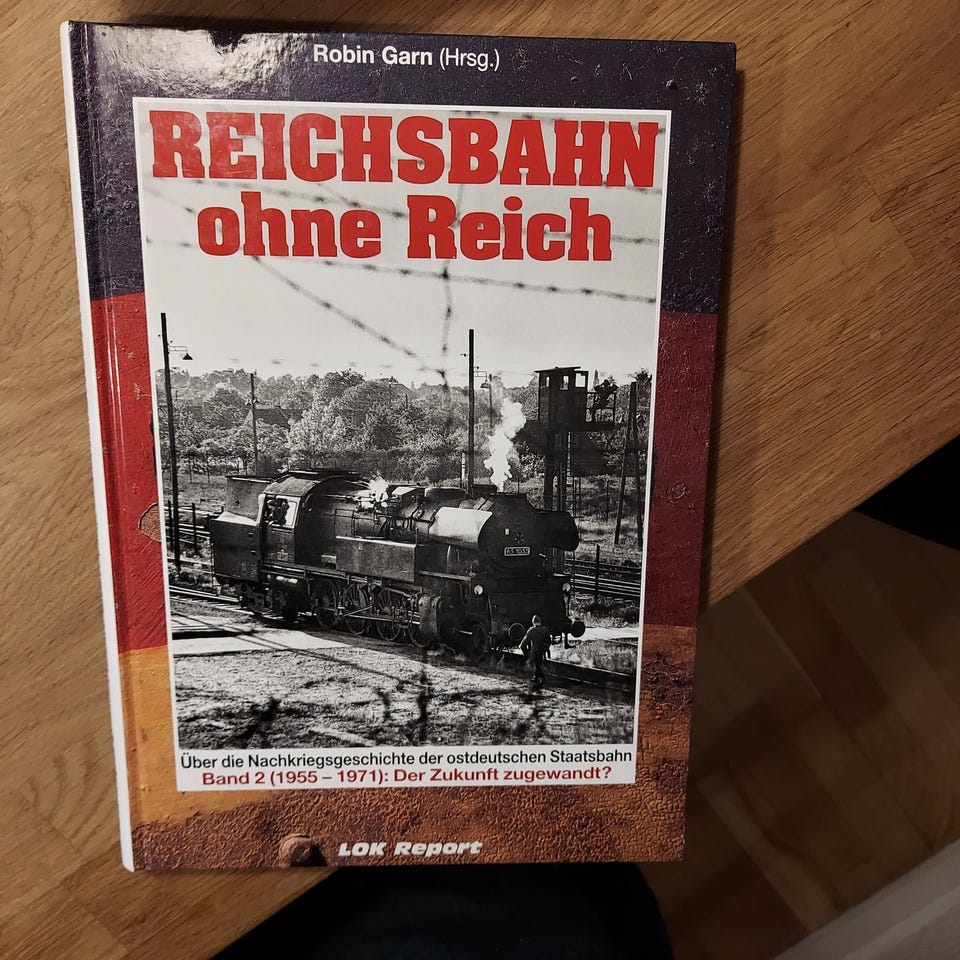 Robin Garn (Hrsg.)
REICHSBAHN
ohne Reich
Über die Nachkriegsgeschichte der ostdeutschen Staatsbahn
Band 2 (1955 – 1971): Der Zukunft zugewandt?
LOK Report